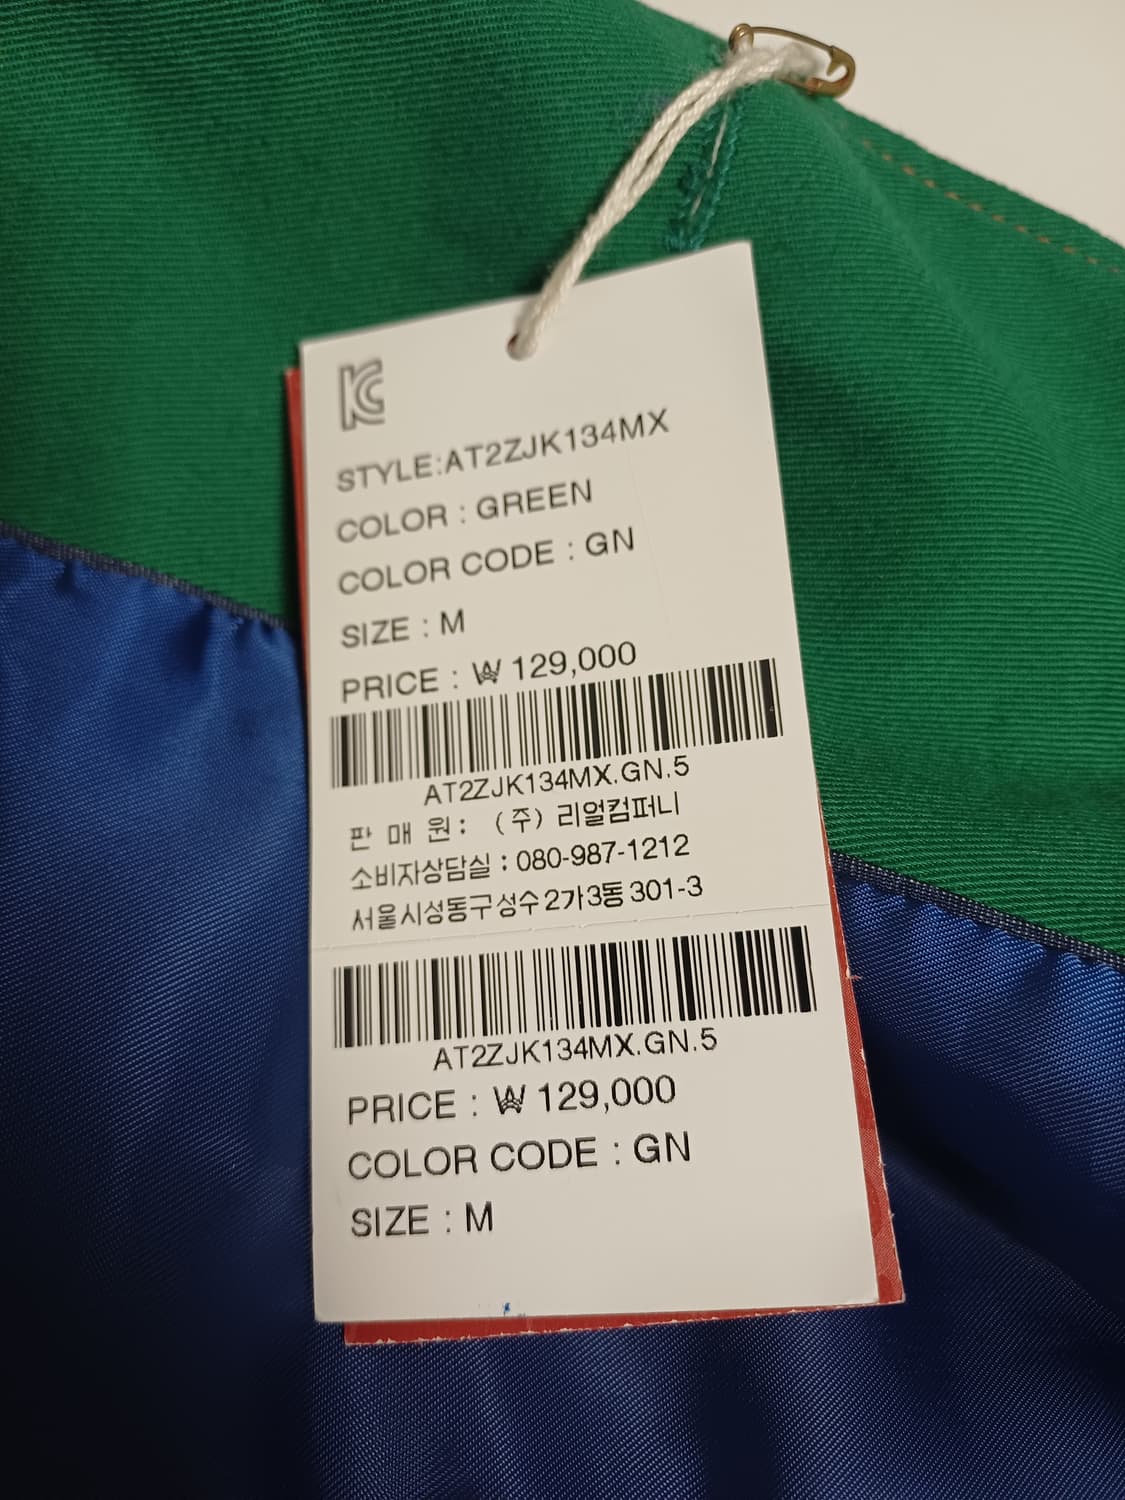 KC
STYLE:AT2ZJK134MX
COLOR : GREEN
COLOR CODE : GN
SIZE : M
PRICE : ₩ 129,000
AT2ZJK134MX.GN.5
판 매 원 : (주) 리얼컴퍼니
소비자상담실 : 080-987-1212
서울시성동구성수2가3동 301-3
AT2ZJK134MX.GN.5
PRICE : ₩ 129,000
COLOR CODE : GN
SIZE : M